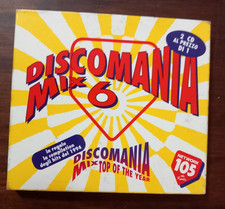 2 CD
AL PREZZO
DI 1
DISCOMANIA
MIX 6
in regalo
la compilation
degli hits del 1994
DISCOMANIA
MIX TOP OF THE YEAR
NETWORK
105